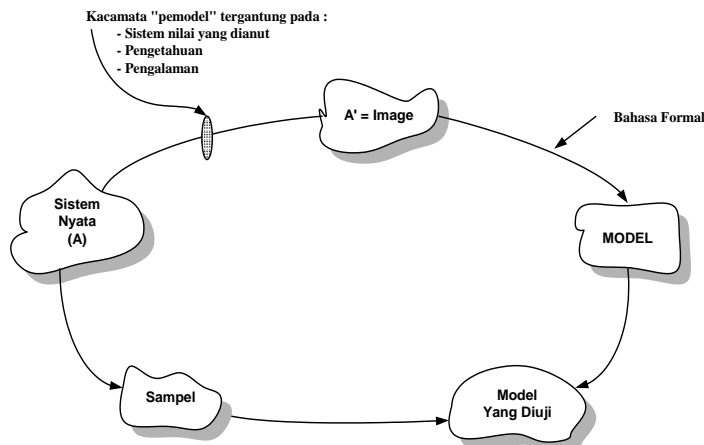 Kacamata "pemodel" tergantung pada :
- Sistem nilai yang dianut
- Pengetahuan
- Pengalaman
A' = Image
Bahasa Formal
Sistem
Nyata
(A)
MODEL
Sampel
Model
Yang Diuji